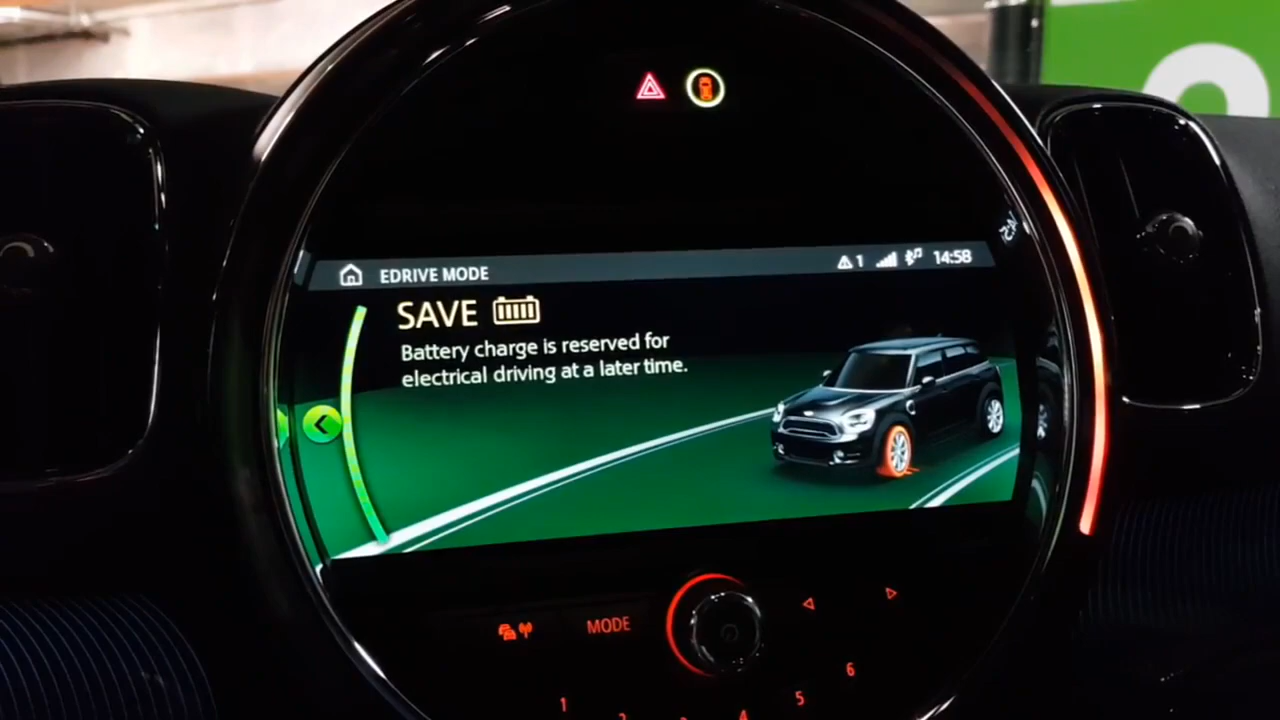 EDRIVE MODE
1
14:58
SAVE
Battery charge is reserved for
electrical driving at a later time.
MODE
1
4
5
6